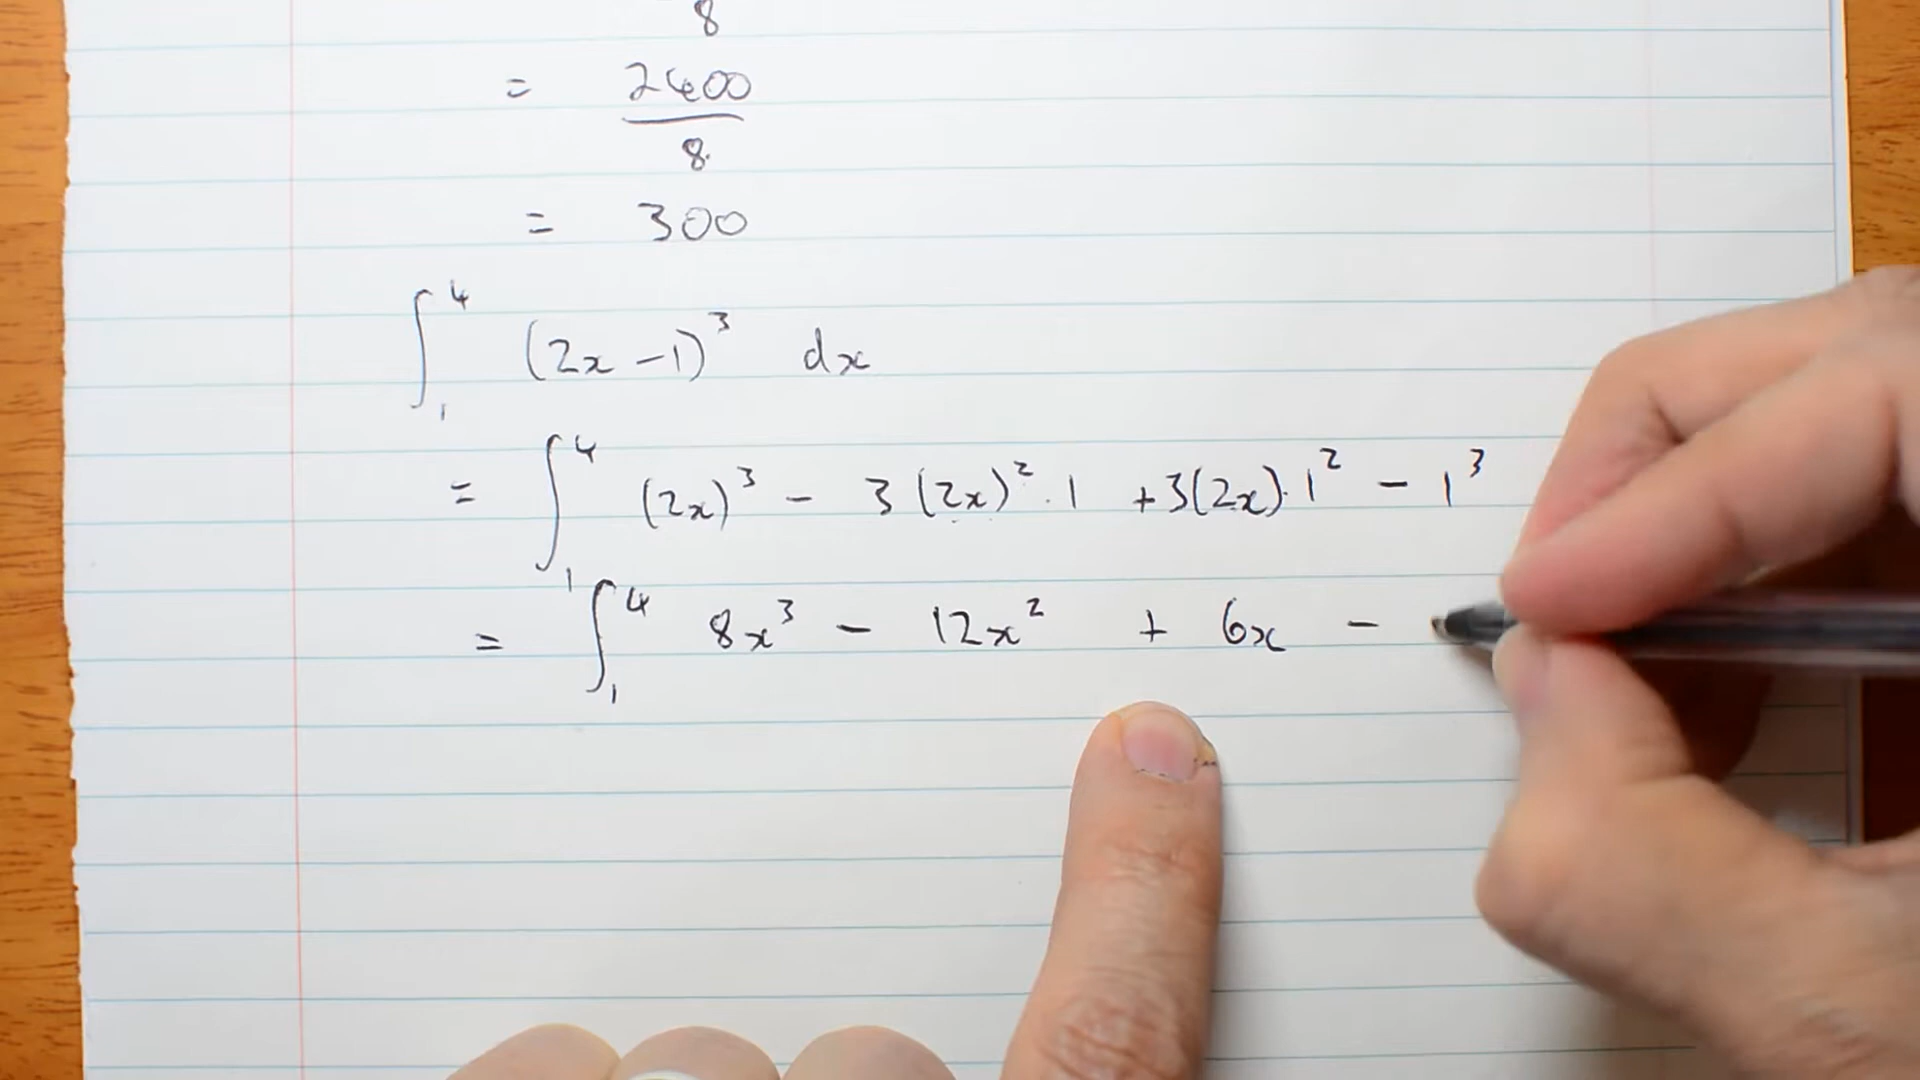 8
= 2400
8
= 300
∫₁⁴ (2x - 1)³ dx
= ∫₁⁴ (2x)³ - 3(2x)².1 + 3(2x).1² - 1³
= ∫₁⁴ 8x³ - 12x² + 6x -